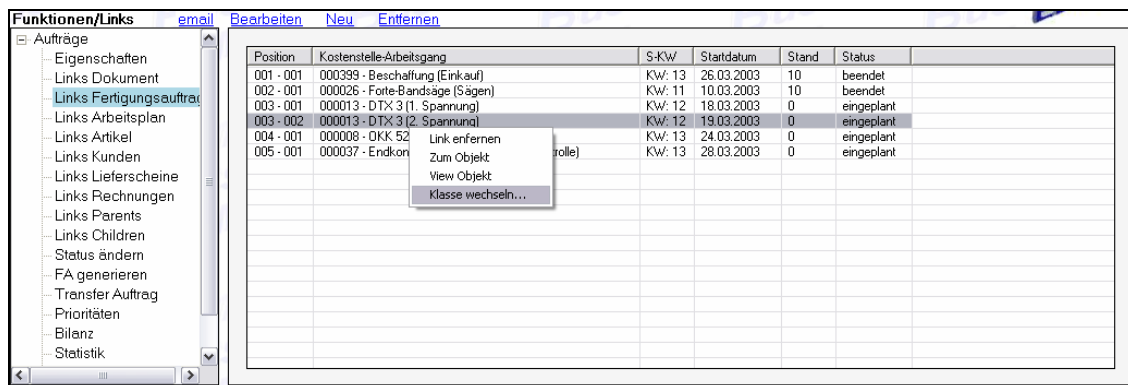 Funktionen/Links email Bearbeiten Neu Entfernen
Aufträge
Eigenschaften
Links Dokument
Links Fertigungsauftrag
Links Arbeitsplan
Links Artikel
Links Kunden
Links Lieferscheine
Links Rechnungen
Links Parents
Links Children
Status ändern
FA generieren
Transfer Auftrag
Prioritäten
Bilanz
Statistik
Position Kostenstelle-Arbeitsgang S-KW Startdatum Stand Status
001 - 001 000399 - Beschaffung (Einkauf) KW: 13 26.03.2003 10 beendet
002 - 001 000026 - Forte-Bandsäge (Sägen) KW: 11 10.03.2003 10 beendet
003 - 001 000013 - DTX 3 (1. Spannung) KW: 12 18.03.2003 0 eingeplant
003 - 002 000013 - DTX 3 (2. Spannung) KW: 12 19.03.2003 0 eingeplant
004 - 001 000008 - OKK 52 KW: 13 24.03.2003 0 eingeplant
005 - 001 000037 - Endkon trolle) KW: 13 28.03.2003 0 eingeplant
Link enfernen
Zum Objekt
View Objekt
Klasse wechseln...